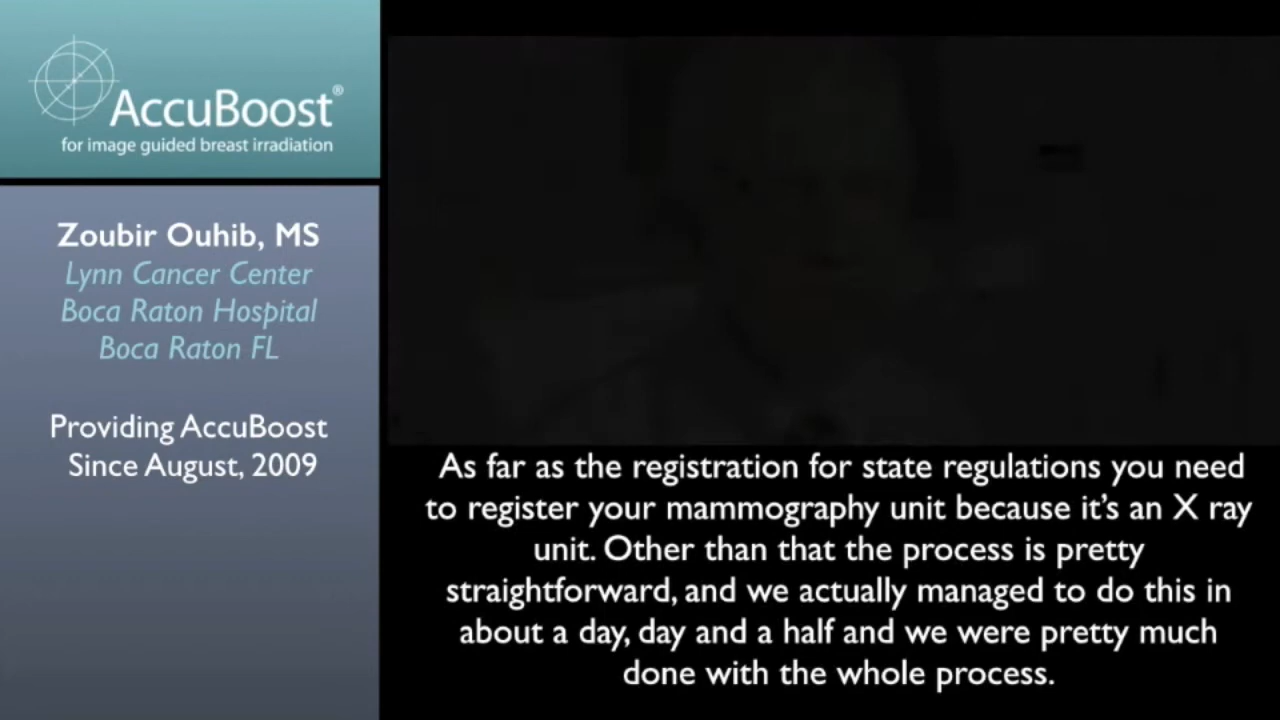 AccuBoost®
for image guided breast irradiation
Zoubir Ouhib, MS
Lynn Cancer Center
Boca Raton Hospital
Boca Raton FL
Providing AccuBoost
Since August, 2009
As far as the registration for state regulations you need
to register your mammography unit because it’s an X ray
unit. Other than that the process is pretty
straightforward, and we actually managed to do this in
about a day, day and a half and we were pretty much
done with the whole process.